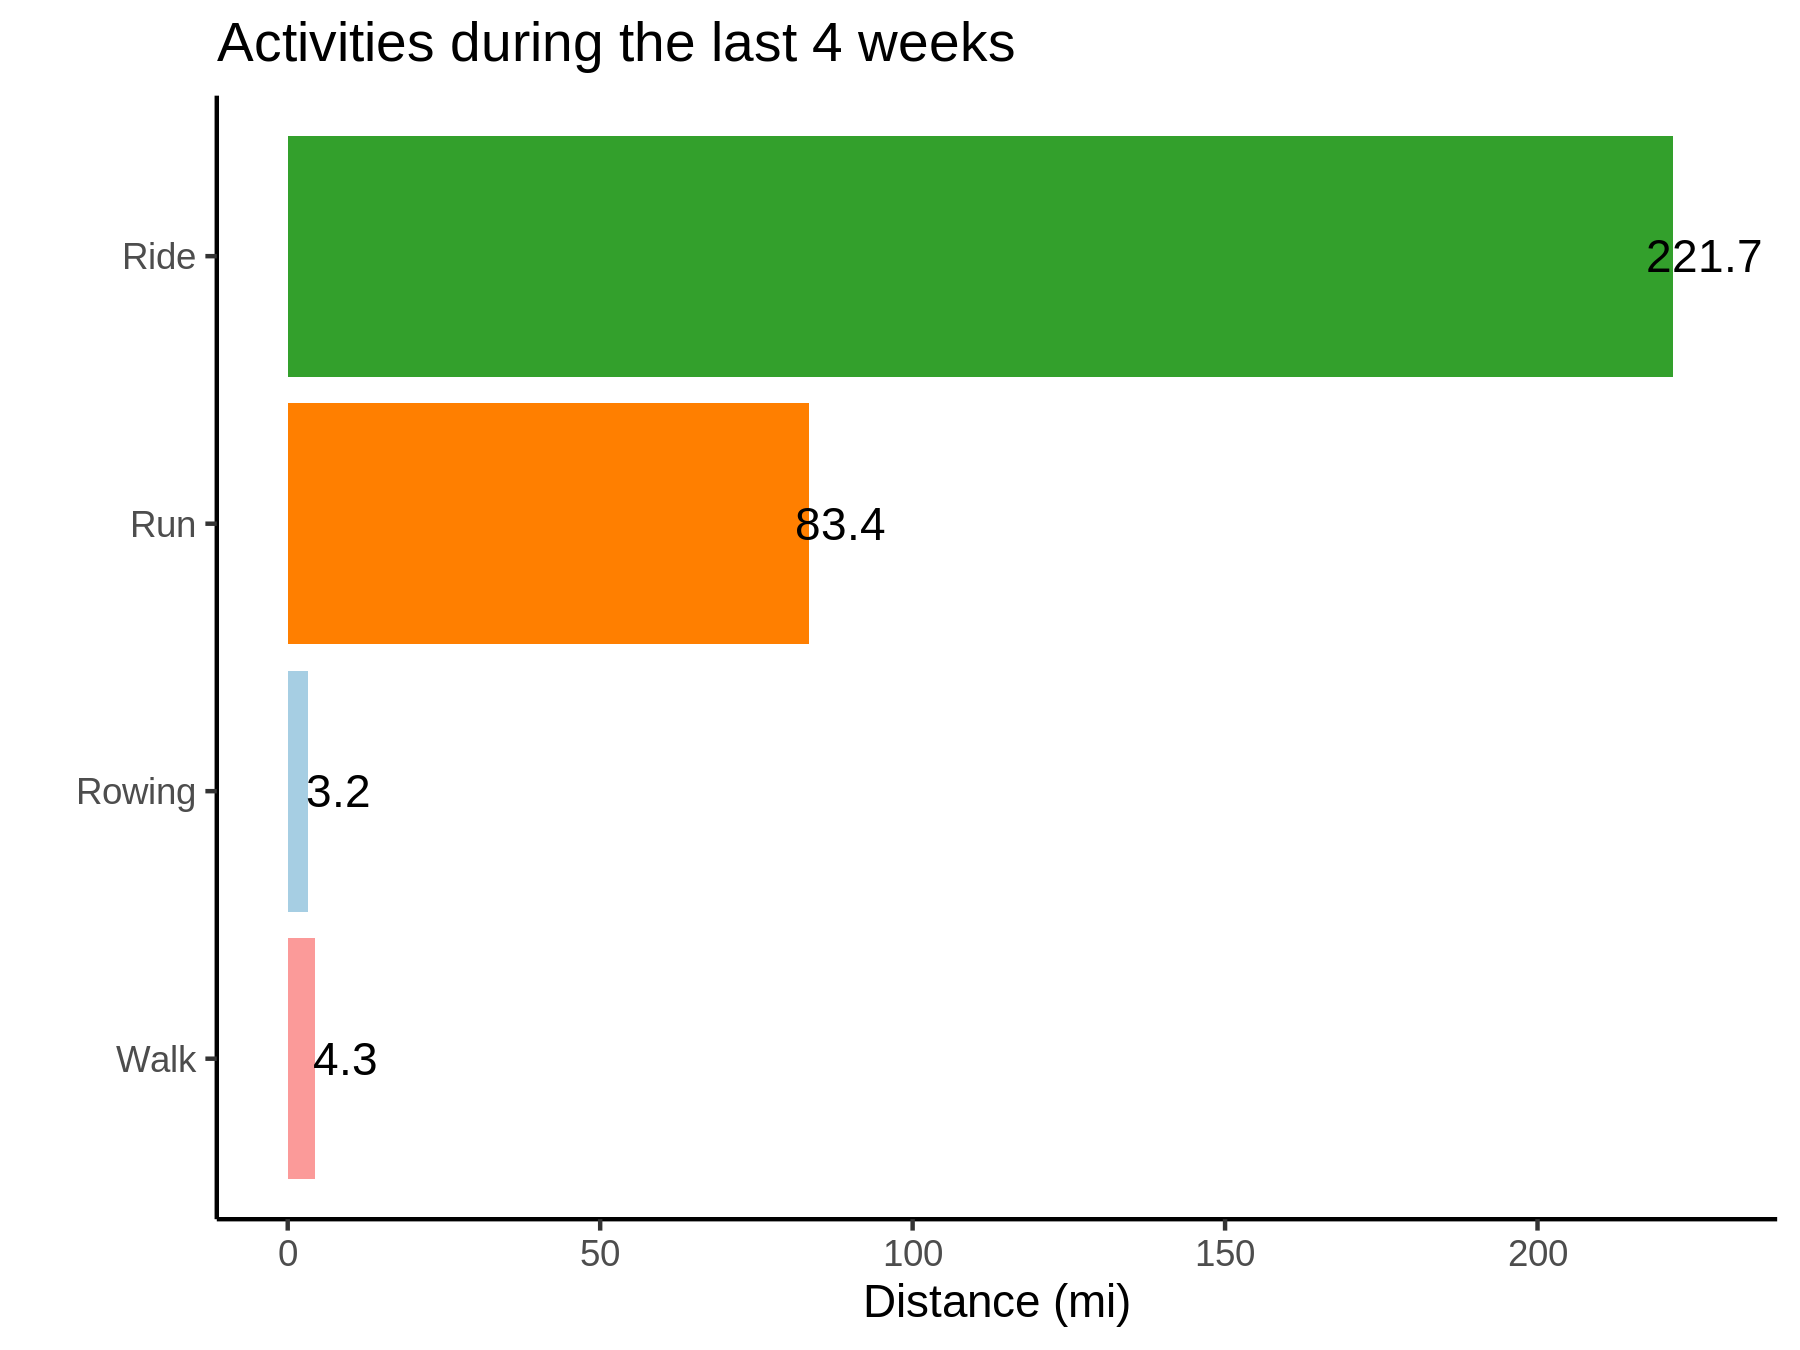 Activities during the last 4 weeks
Ride
221.7
Run
83.4
Rowing
3.2
Walk
4.3
0 50 100 150 200
Distance (mi)